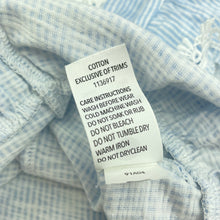 COTTON
EXCLUSIVE OF TRIMS
1136917
CARE INSTRUCTIONS
WASH BEFORE WEAR
COLD MACHINE WASH
DO NOT SOAK OR RUB
DO NOT BLEACH
DO NOT TUMBLE DRY
WARM IRON
DO NOT DRYCLEAN